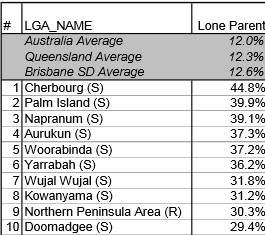 # LGA_NAME Lone Parent
Australia Average 12.0%
Queensland Average 12.3%
Brisbane SD Average 12.6%
1 Cherbourg (S) 44.8%
2 Palm Island (S) 39.9%
3 Napranum (S) 39.1%
4 Aurukun (S) 37.3%
5 Woorabinda (S) 37.2%
6 Yarrabah (S) 36.2%
7 Wujal Wujal (S) 31.8%
8 Kowanyama (S) 31.2%
9 Northern Peninsula Area (R) 30.3%
10 Doomadgee (S) 29.4%